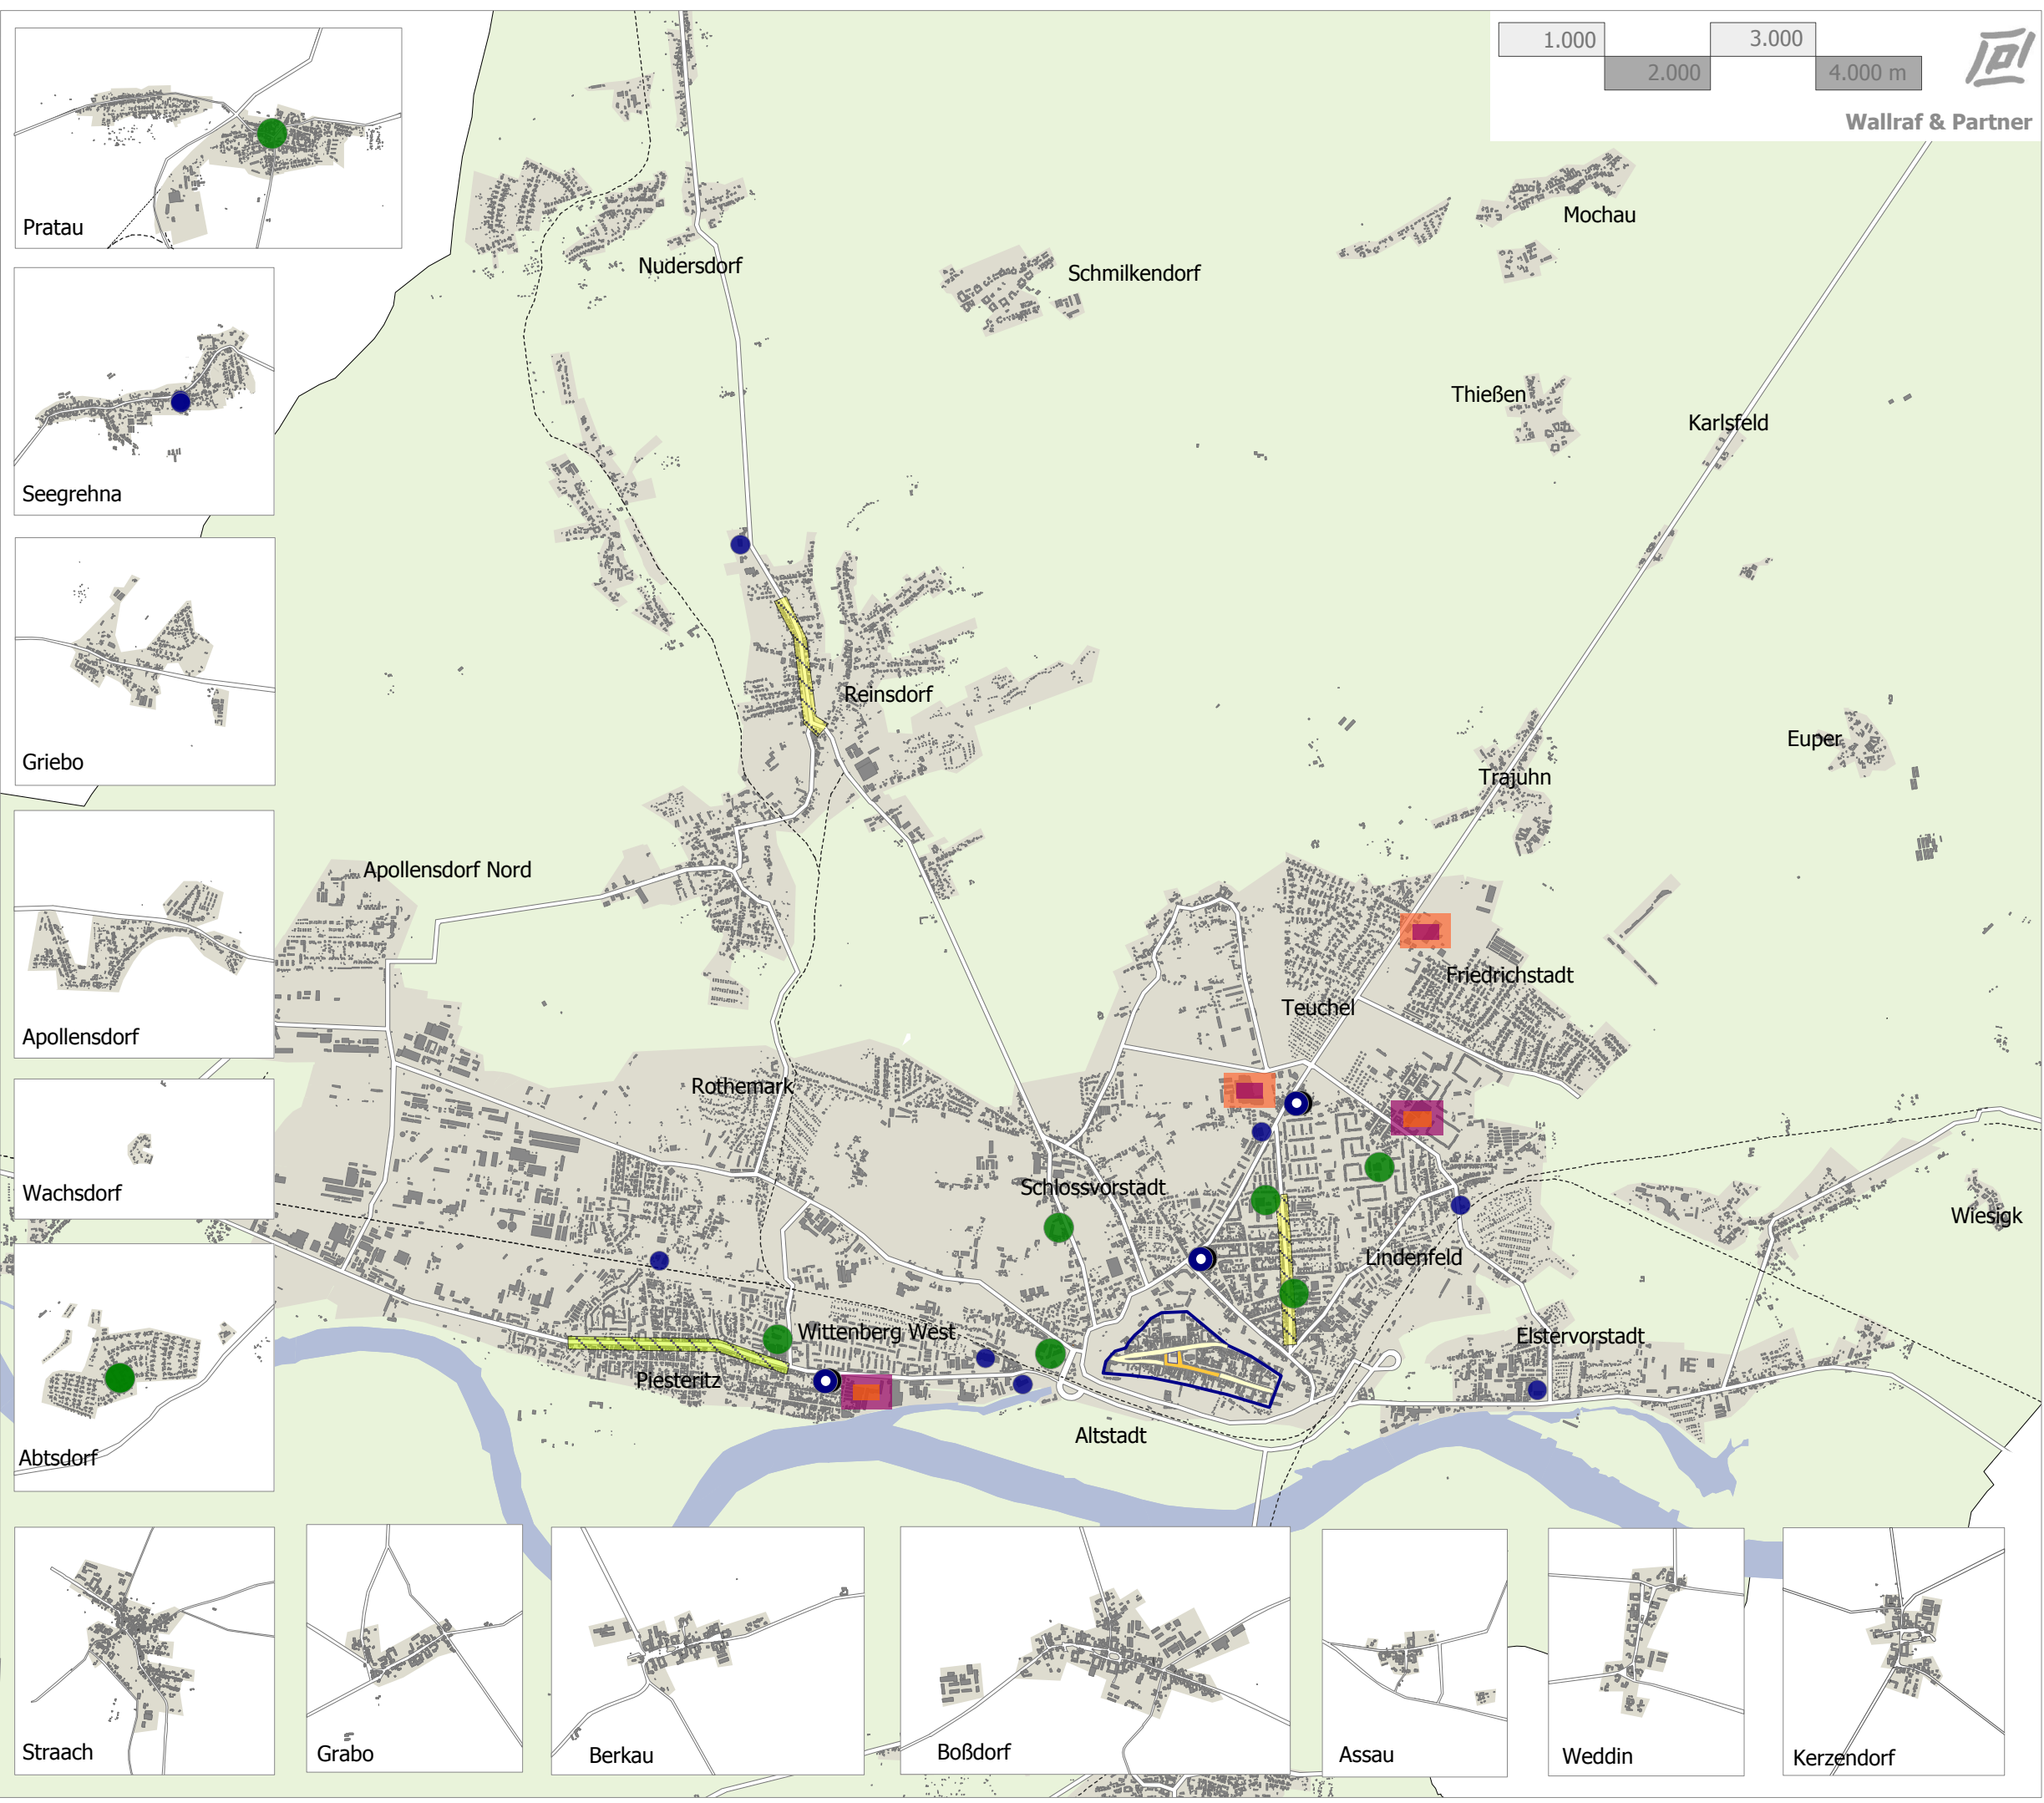 1.000
3.000
2.000
4.000 m
Wallraf & Partner
Pratau
Mochau
Nudersdorf
Schmilkendorf
Thießen
Karlsfeld
Seegrehna
Reinsdorf
Euper
Griebo
Trajuhn
Apollensdorf Nord
Friedrichstadt
Teuchel
Apollensdorf
Rothemark
Schlossvorstadt
Wachsdorf
Wiesigk
Lindenfeld
Wittenberg West
Elstervorstadt
Piesteritz
Altstadt
Abtsdorf
Straach
Grabo
Berkau
Boßdorf
Assau
Weddin
Kerzendorf